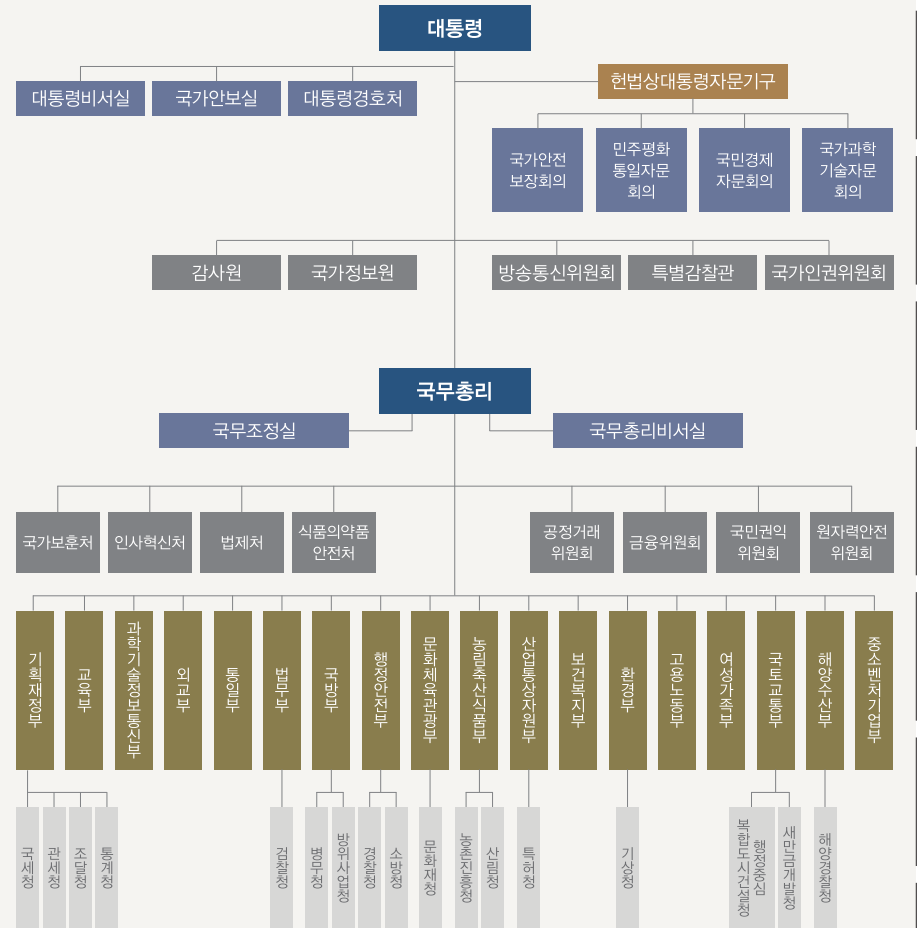 대통령
대통령비서실
국가안보실
대통령경호처
헌법상대통령자문기구
국가안전
보장회의
민주평화
통일자문
회의
국민경제
자문회의
국가과학
기술자문
회의
감사원
국가정보원
방송통신위원회
특별감찰관
국가인권위원회
국무총리
국무조정실
국무총리비서실
국가보훈처
인사혁신처
법제처
식품의약품
안전처
공정거래
위원회
금융위원회
국민권익
위원회
원자력안전
위원회
기획재정부
교육부
과학기술정보통신부
외교부
통일부
법무부
국방부
행정안전부
문화체육관광부
농림축산식품부
산업통상자원부
보건복지부
환경부
고용노동부
여성가족부
국토교통부
해양수산부
중소벤처기업부
국세청
관세청
조달청
통계청
검찰청
병무청
방위사업청
경찰청
소방청
문화재청
농촌진흥청
산림청
특허청
기상청
행정중심
복합도시건설청
새만금개발청
해양경찰청